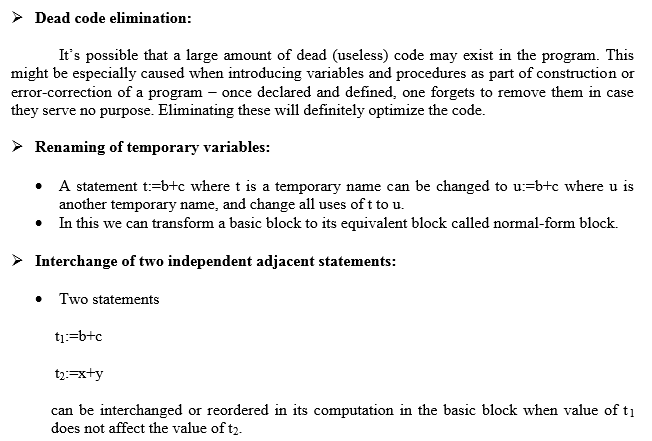 ➢ Dead code elimination:
It's possible that a large amount of dead (useless) code may exist in the program. This
might be especially caused when introducing variables and procedures as part of construction or
error-correction of a program – once declared and defined, one forgets to remove them in case
they serve no purpose. Eliminating these will definitely optimize the code.
➢ Renaming of temporary variables:
• A statement t:=b+c where t is a temporary name can be changed to u:=b+c where u is
another temporary name, and change all uses of t to u.
• In this we can transform a basic block to its equivalent block called normal-form block.
➢ Interchange of two independent adjacent statements:
• Two statements
t₁:=b+c
t₂:=x+y
can be interchanged or reordered in its computation in the basic block when value of t₁
does not affect the value of t₂.